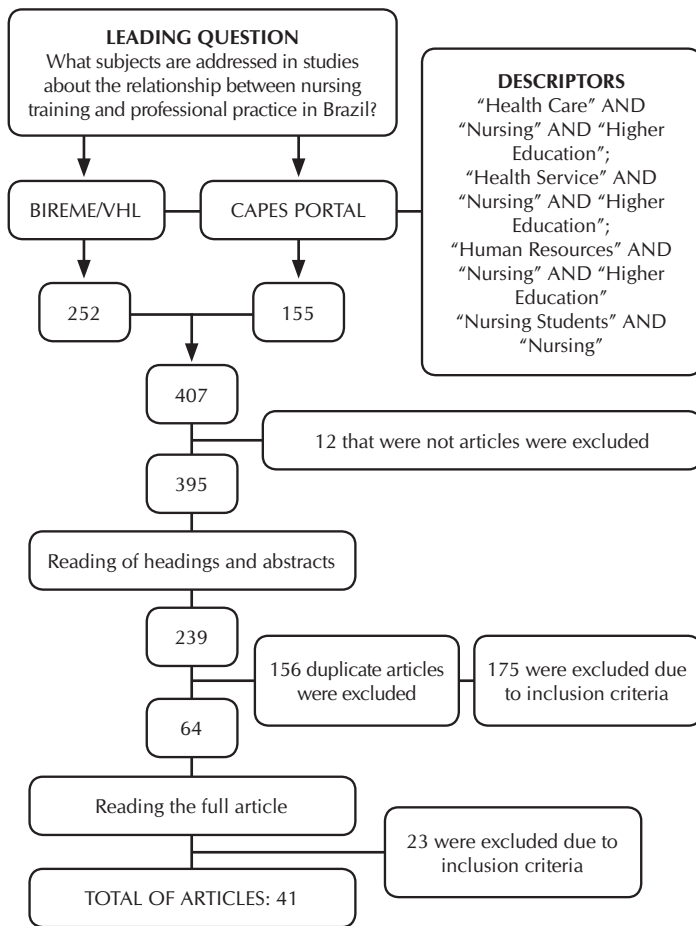 LEADING QUESTION
What subjects are addressed in studies
about the relationship between nursing
training and professional practice in Brazil?
DESCRIPTORS
“Health Care” AND
“Nursing” AND “Higher
Education”;
“Health Service” AND
“Nursing” AND “Higher
Education”;
“Human Resources” AND
“Nursing” AND “Higher
Education”
“Nursing Students” AND
“Nursing”
BIREME/VHL
CAPES PORTAL
252
155
407
12 that were not articles were excluded
395
Reading of headings and abstracts
239
156 duplicate articles
were excluded
175 were excluded due
to inclusion criteria
64
Reading the full article
23 were excluded due to
inclusion criteria
TOTAL OF ARTICLES: 41